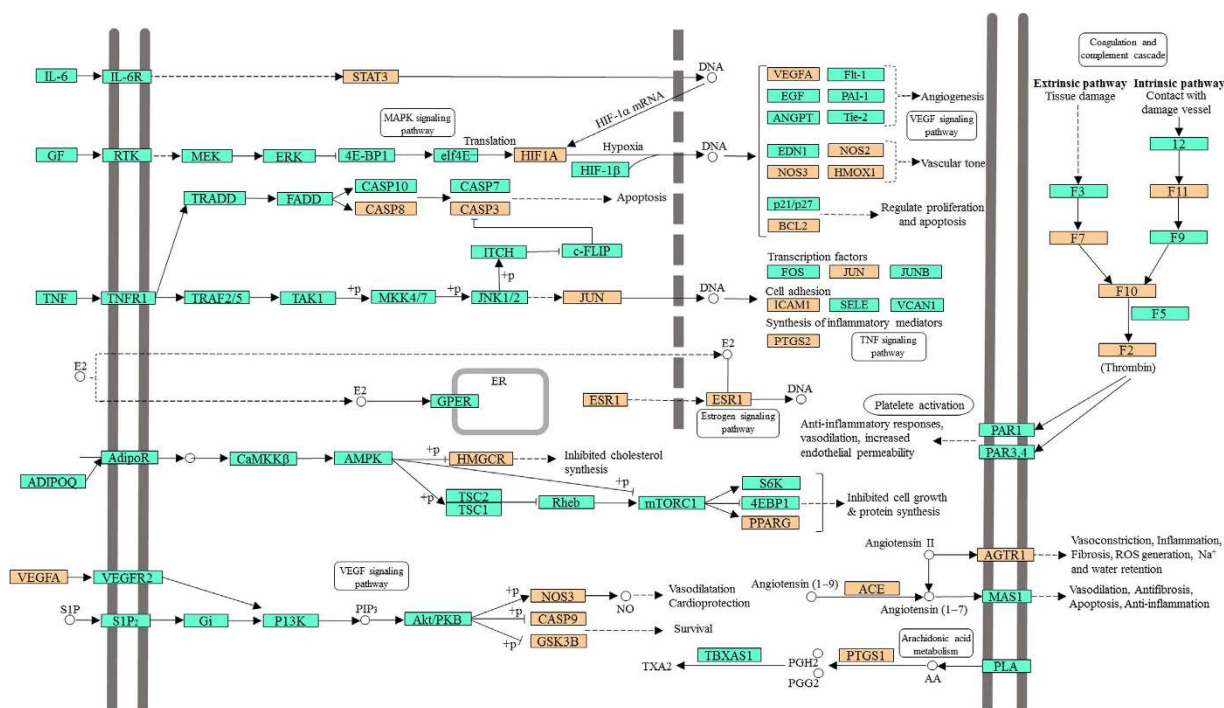 IL-6
IL-6R
STAT3
DNA
HIF-1α mRNA
MAPK signaling
pathway
GF
RTK
MEK
ERK
4E-BP1
eIf4E
Translation
HIF1A
Hypoxia
HIF-1β
DNA
VEGFA
Flt-1
EGF
PAI-1
ANGPT
Tie-2
Angiogenesis
VEGF signaling
pathway
EDN1
NOS2
NOS3
HMOX1
Vascular tone
p21/p27
BCL2
Regulate proliferation
and apoptosis
TRADD
FADD
CASP10
CASP7
CASP8
CASP3
Apoptosis
ITCH
c-FLIP
+p
TNF
TNFR1
TRAF2/5
TAK1
+p
MKK4/7
+p
JNK1/2
JUN
DNA
Transcription factors
FOS
JUN
JUNB
Cell adhesion
ICAM1
SELE
VCAN1
Synthesis of inflammatory mediators
PTGS2
TNF signaling
pathway
Coagulation and
complement cascade
Extrinsic pathway
Tissue damage
Intrinsic pathway
Contact with
damage vessel
12
F3
F11
F7
F9
F10
F5
F2
(Thrombin)
E2
E2
E2
ER
GPER
ESR1
ESR1
DNA
Estrogen signaling
pathway
Platelete activation
Anti-inflammatory responses,
vasodilation, increased
endothelial permeability
PAR1
PAR3,4
ADIPOQ
AdipoR
CaMKKβ
AMPK
+p
HMGCR
Inhibited cholesterol
synthesis
+p
TSC2
TSC1
Rheb
+p
mTORC1
S6K
4EBP1
PPARG
Inhibited cell growth
& protein synthesis
VEGFA
VEGFR2
VEGF signaling
pathway
S1P
S1P₂
Gi
P13K
PIP₃
Akt/PKB
+p
NOS3
NO
Vasodilatation
Cardioprotection
+p
CASP9
+p
GSK3B
Survival
Angiotensin II
AGTR1
Vasoconstriction, Inflammation,
Fibrosis, ROS generation, Na⁺
and water retention
Angiotensin (1–9)
ACE
Angiotensin (1–7)
MAS1
Vasodilation, Antifibrosis,
Apoptosis, Anti-inflammation
Arachidonic acid
metabolism
TXA2
TBXAS1
PGH2
PGG2
PTGS1
AA
PLA